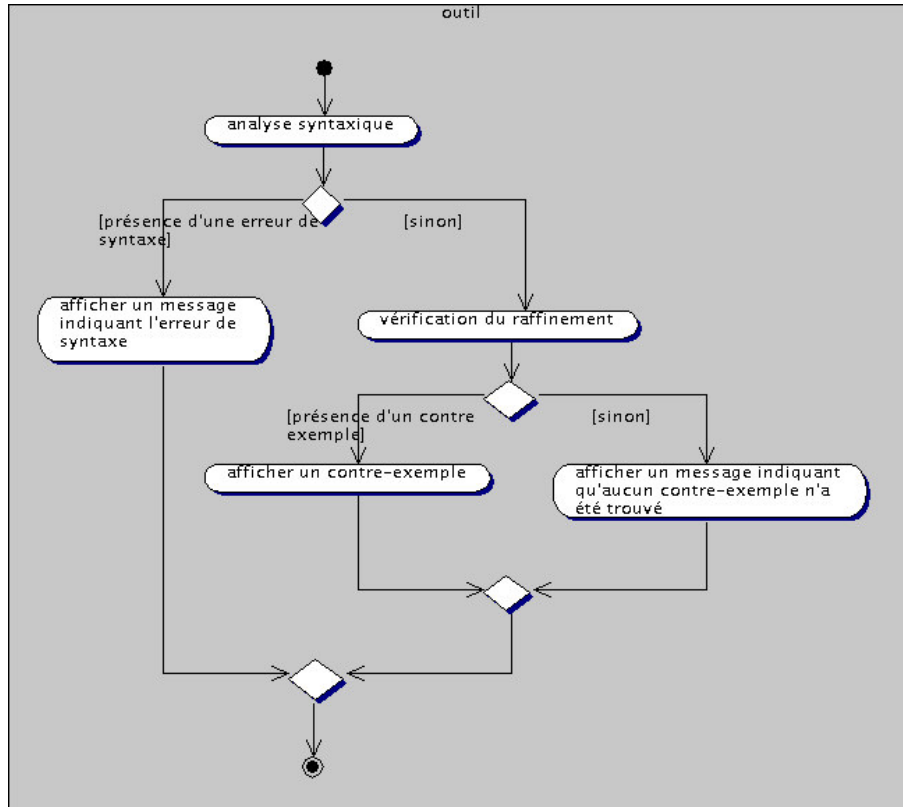 outil
analyse syntaxique
[présence d'une erreur de
syntaxe]
[sinon]
afficher un message
indiquant l'erreur de
syntaxe
vérification du raffinement
[présence d'un contre
exemple]
[sinon]
afficher un contre-exemple
afficher un message indiquant
qu'aucun contre-exemple n'a
été trouvé